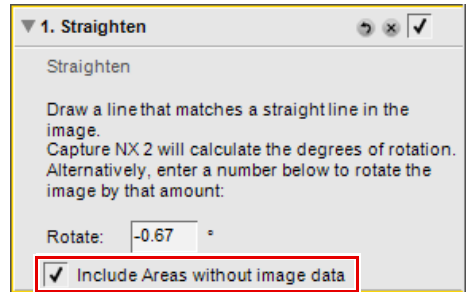 1. Straighten
Straighten
Draw a line that matches a straight line in the
image.
Capture NX 2 will calculate the degrees of rotation.
Alternatively, enter a number below to rotate the
image by that amount:
Rotate: -0.67 °
Include Areas without image data